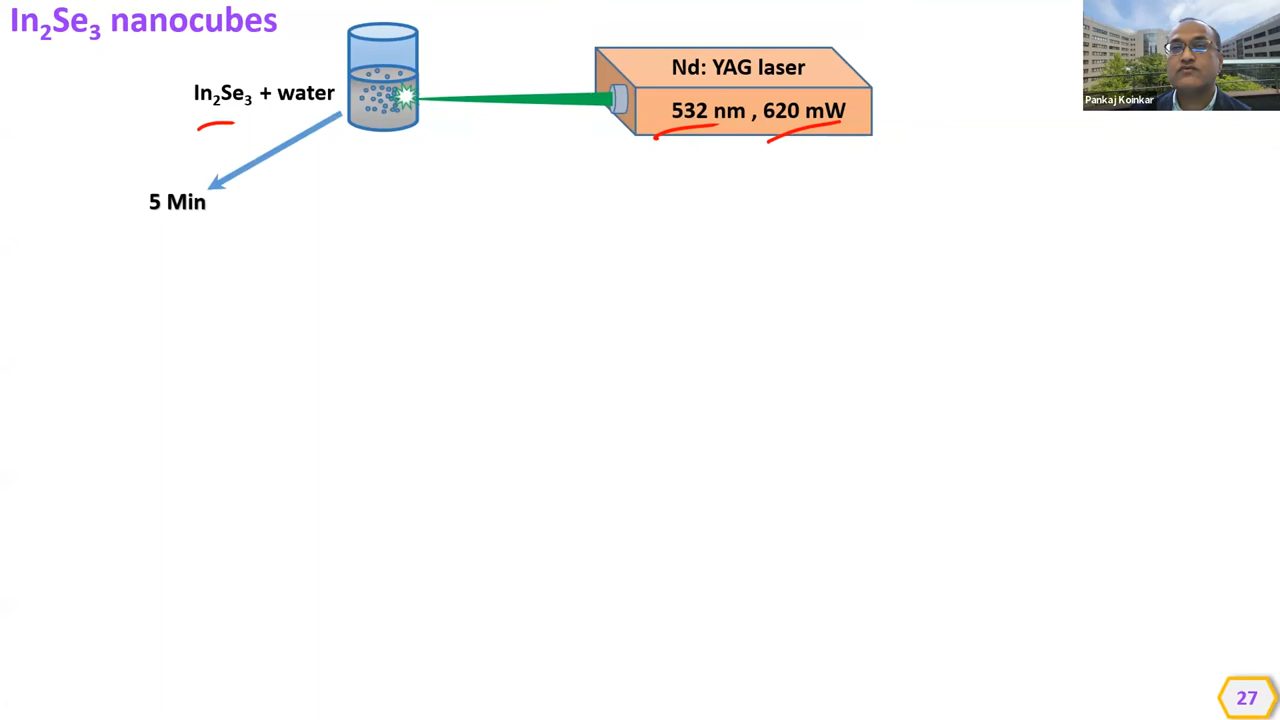 In₂Se₃ nanocubes
Nd: YAG laser
In₂Se₃ + water
532 nm , 620 mW
Pankaj Koinkar
5 Min
27